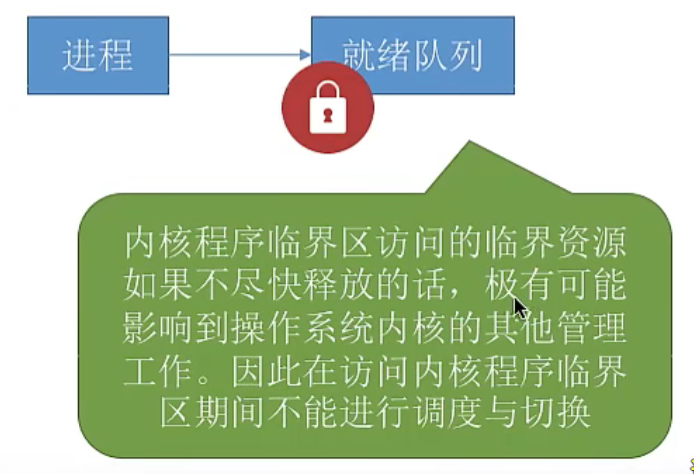 进程
就绪队列
内核程序临界区访问的临界资源
如果不尽快释放的话，极有可能
影响到操作系统内核的其他管理
工作。因此在访问内核程序临界
区期间不能进行调度与切换